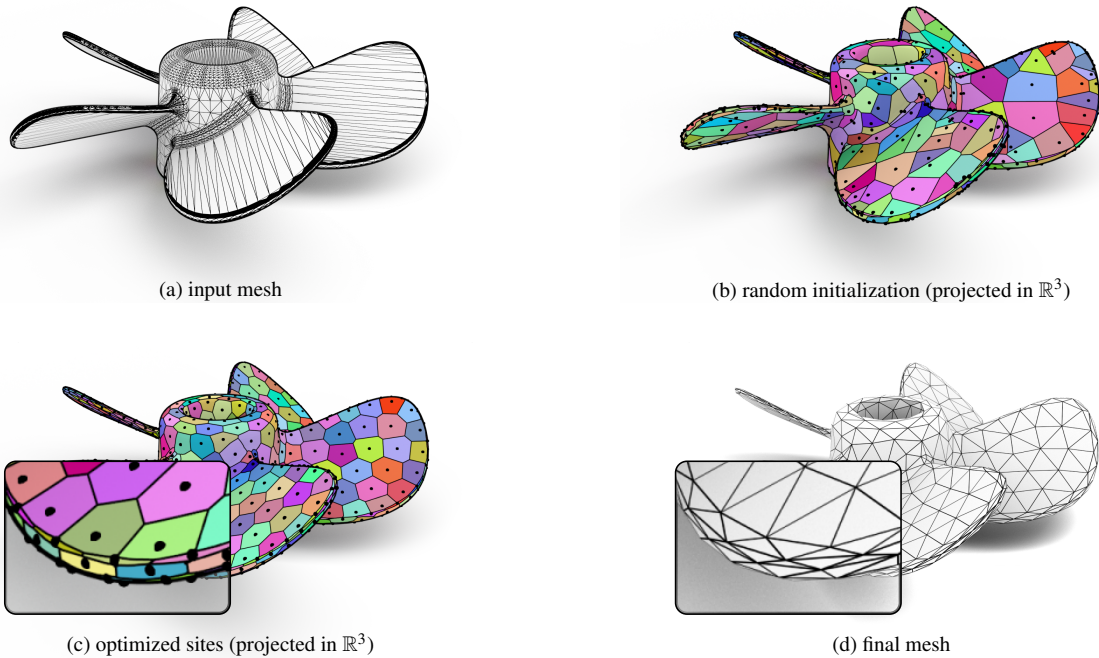 (a) input mesh
(b) random initialization (projected in ℝ³)
(c) optimized sites (projected in ℝ³)
(d) final mesh